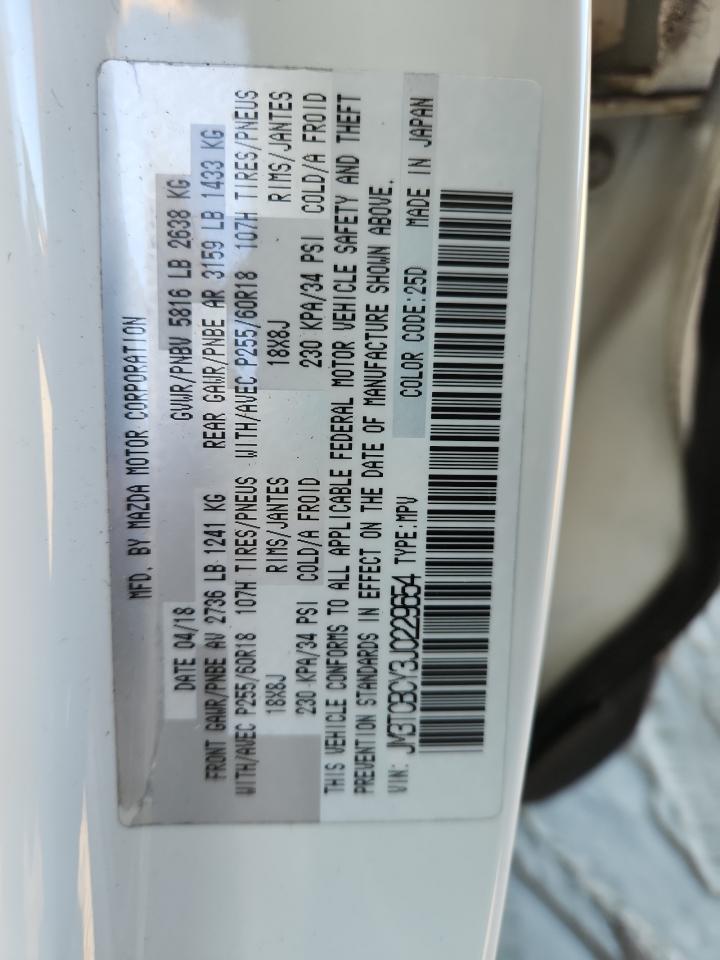 MFD. BY MAZDA MOTOR CORPORATION
DATE 04/18 GVWR/PNBV 5816 LB 2638 KG
FRONT GAWR/PNBE AV 2736 LB 1241 KG REAR GAWR/PNBE AR 3159 LB 1433 KG
WITH/AVEC P255/60R18 107H TIRES/PNEUS WITH/AVEC P255/60R18 107H TIRES/PNEUS
18X8J RIMS/JANTES 18X8J RIMS/JANTES
230 KPA/34 PSI COLD/A FROID 230 KPA/34 PSI COLD/A FROID
THIS VEHICLE CONFORMS TO ALL APPLICABLE FEDERAL MOTOR VEHICLE SAFETY AND THEFT
PREVENTION STANDARDS IN EFFECT ON THE DATE OF MANUFACTURE SHOWN ABOVE.
VIN: JM3TCBCY3J0229654 TYPE:MPV COLOR CODE:25D MADE IN JAPAN